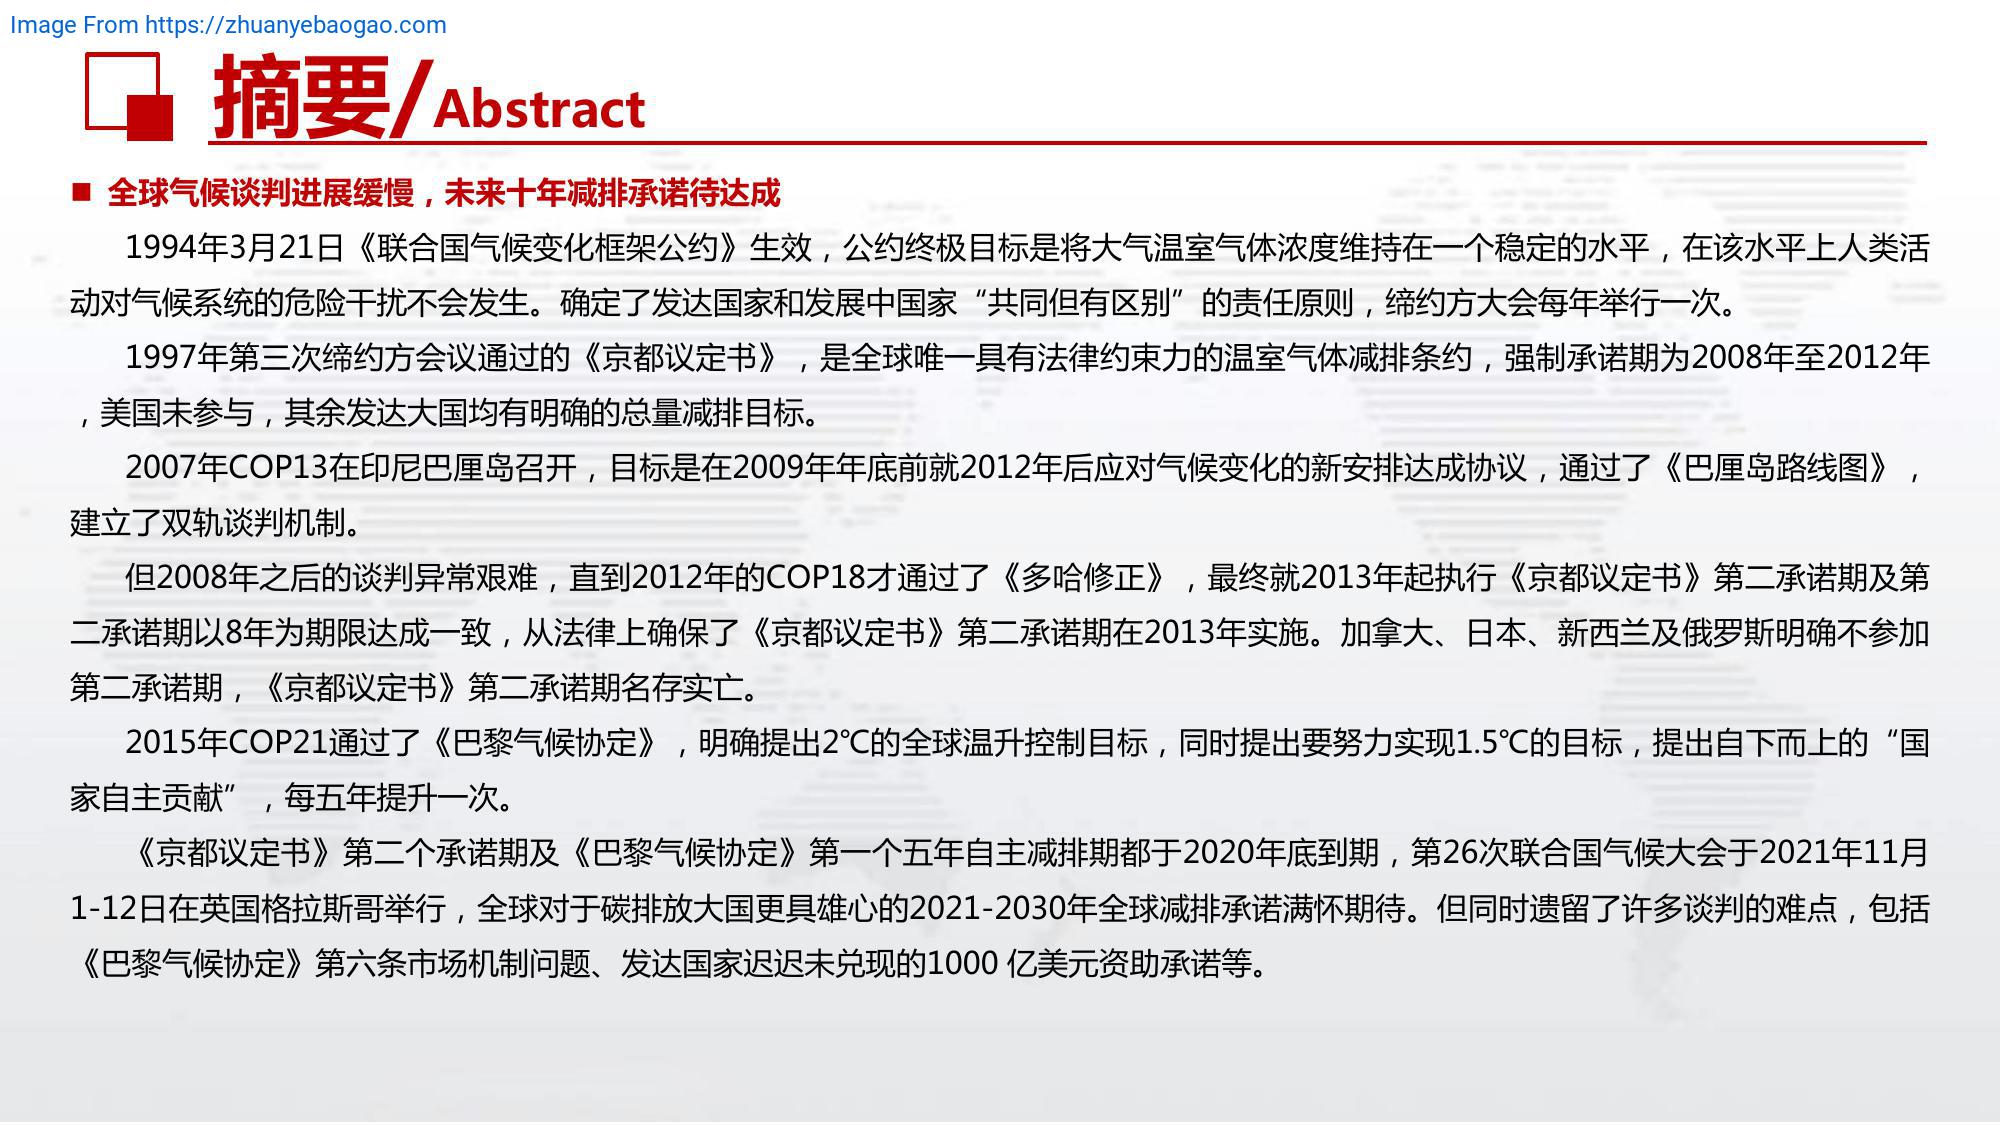 Image From https://zhuanyebaogao.com
摘要/Abstract
■ 全球气候谈判进展缓慢，未来十年减排承诺待达成
1994年3月21日《联合国气候变化框架公约》生效，公约终极目标是将大气温室气体浓度维持在一个稳定的水平，在该水平上人类活
动对气候系统的危险干扰不会发生。确定了发达国家和发展中国家“共同但有区别”的责任原则，缔约方大会每年举行一次。
1997年第三次缔约方会议通过的《京都议定书》，是全球唯一具有法律约束力的温室气体减排条约，强制承诺期为2008年至2012年
，美国未参与，其余发达大国均有明确的总量减排目标。
2007年COP13在印尼巴厘岛召开，目标是在2009年年底前就2012年后应对气候变化的新安排达成协议，通过了《巴厘岛路线图》，
建立了双轨谈判机制。
但2008年之后的谈判异常艰难，直到2012年的COP18才通过了《多哈修正》，最终就2013年起执行《京都议定书》第二承诺期及第
二承诺期以8年为期限达成一致，从法律上确保了《京都议定书》第二承诺期在2013年实施。加拿大、日本、新西兰及俄罗斯明确不参加
第二承诺期，《京都议定书》第二承诺期名存实亡。
2015年COP21通过了《巴黎气候协定》，明确提出2℃的全球温升控制目标，同时提出要努力实现1.5℃的目标，提出自下而上的“国
家自主贡献”，每五年提升一次。
《京都议定书》第二个承诺期及《巴黎气候协定》第一个五年自主减排期都于2020年底到期，第26次联合国气候大会于2021年11月
1-12日在英国格拉斯哥举行，全球对于碳排放大国更具雄心的2021-2030年全球减排承诺满怀期待。但同时遗留了许多谈判的难点，包括
《巴黎气候协定》第六条市场机制问题、发达国家迟迟未兑现的1000 亿美元资助承诺等。